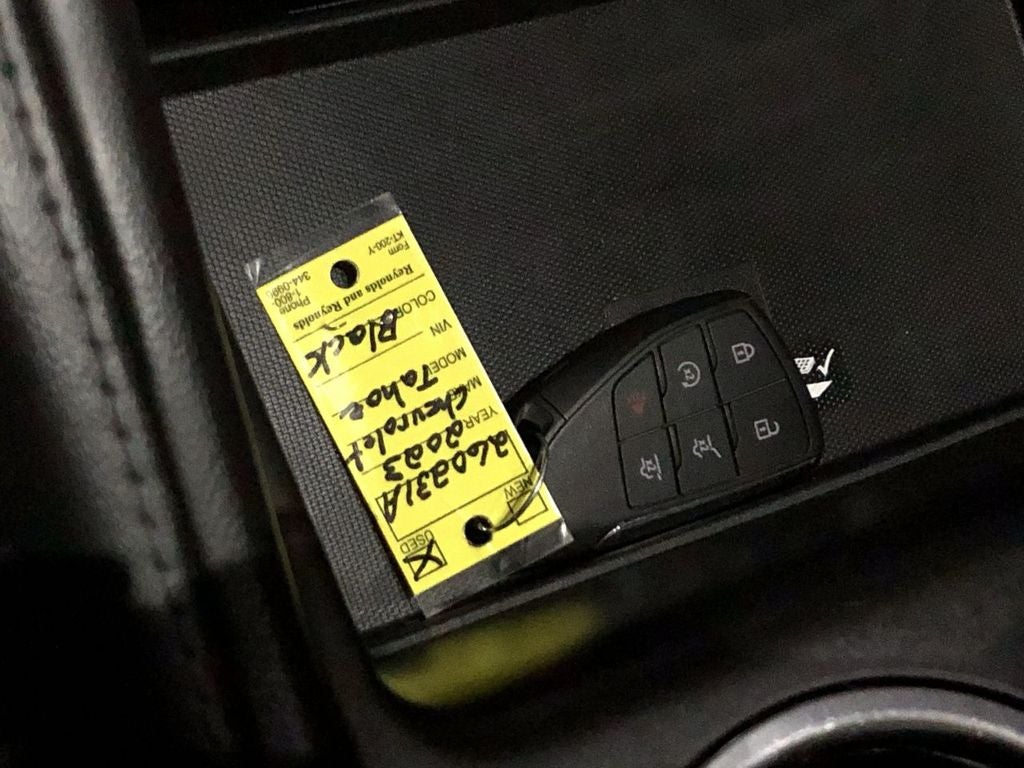 NEW
USED
260231A
YEAR 2023
MAKE Chevrolet
MODEL Tahoe
VIN
COLOR Black
Reynolds and Reynolds
Form
KT-200-Y
Phone
1-800-
344-099